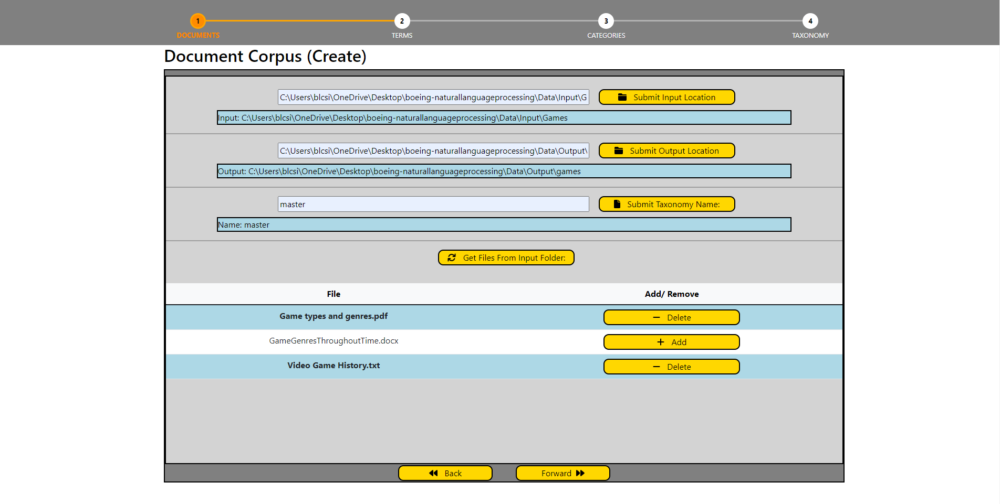 1 2 3 4
DOCUMENTS TERMS CATEGORIES TAXONOMY
Document Corpus (Create)
C:\Users\blcsi\OneDrive\Desktop\boeing-naturallanguageprocessing\Data\Input\G Submit Input Location
Input: C:\Users\blcsi\OneDrive\Desktop\boeing-naturallanguageprocessing\Data\Input\Games
C:\Users\blcsi\OneDrive\Desktop\boeing-naturallanguageprocessing\Data\Output\ Submit Output Location
Output: C:\Users\blcsi\OneDrive\Desktop\boeing-naturallanguageprocessing\Data\Output\games
master Submit Taxonomy Name:
Name: master
Get Files From Input Folder:
File Add/ Remove
Game types and genres.pdf Delete
GameGenresThroughoutTime.docx Add
Video Game History.txt Delete
Back Forward